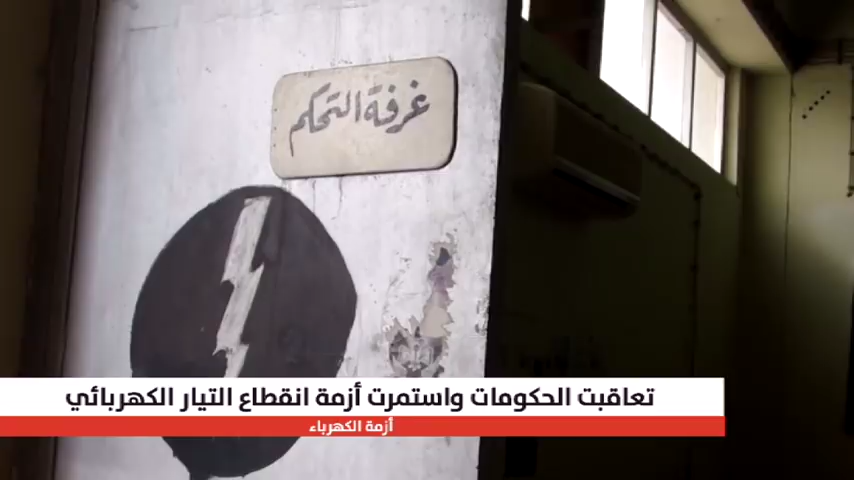 غرفة التحكم
تعاقبت الحكومات واستمرت أزمة انقطاع التيار الكهربائي
أزمة الكهرباء